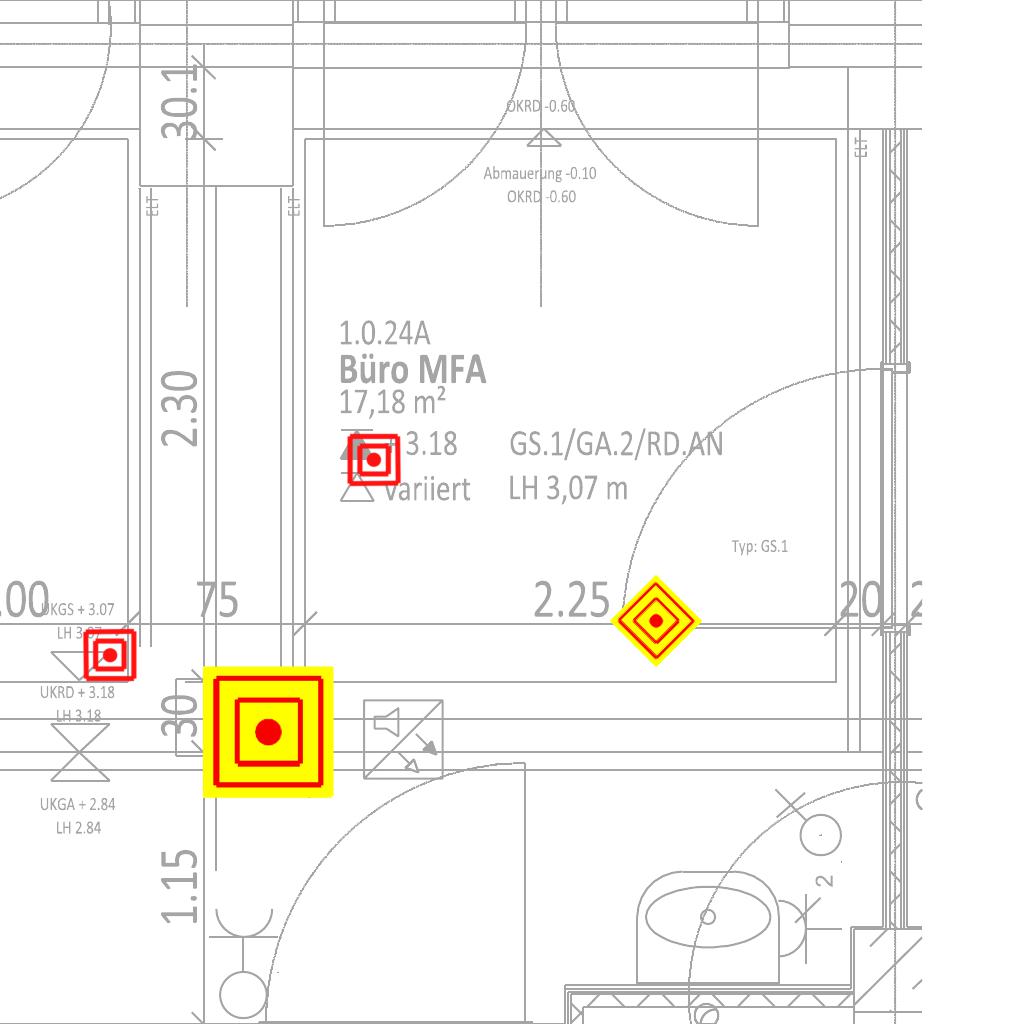 30.1
OKRD -0.60
ELT
Abmauerung -0.10
OKRD -0.60
ELT
ELT
1.0.24A
Büro MFA
17,18 m²
2.30
3.18
GS.1/GA.2/RD.AN
Variiert
LH 3,07 m
Typ: GS.1
.00
75
2.25
20
2
UKGS + 3.07
LH 3.07
UKRD + 3.18
LH 3.18
30
UKGA + 2.84
LH 2.84
1.15
2